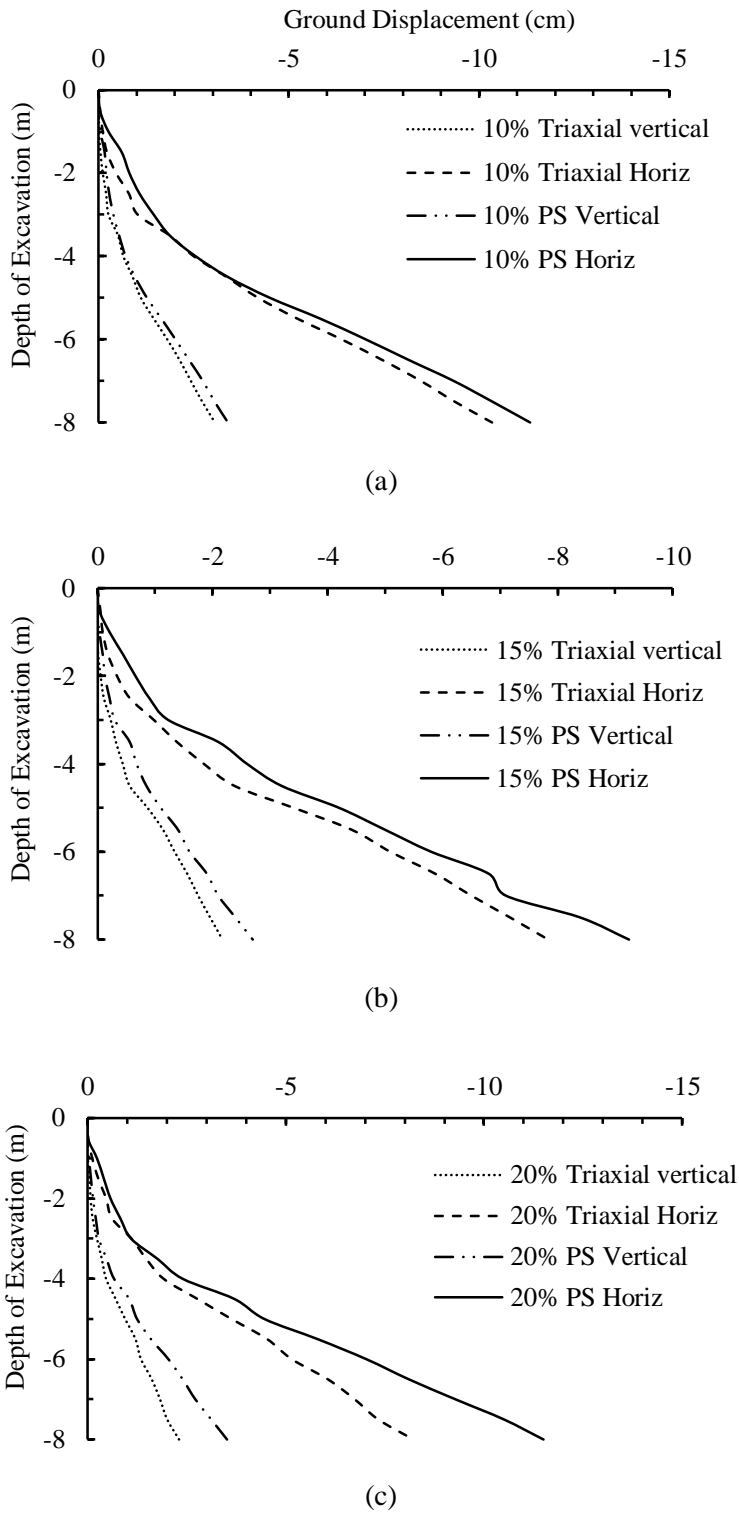 Ground Displacement (cm)
0 -5 -10 -15
0
-2
-4
-6
-8
Depth of Excavation (m)
10% Triaxial vertical
10% Triaxial Horiz
10% PS Vertical
10% PS Horiz
(a)
0 -2 -4 -6 -8 -10
0
-2
-4
-6
-8
Depth of Excavation (m)
15% Triaxial vertical
15% Triaxial Horiz
15% PS Vertical
15% PS Horiz
(b)
0 -5 -10 -15
0
-2
-4
-6
-8
Depth of Excavation (m)
20% Triaxial vertical
20% Triaxial Horiz
20% PS Vertical
20% PS Horiz
(c)